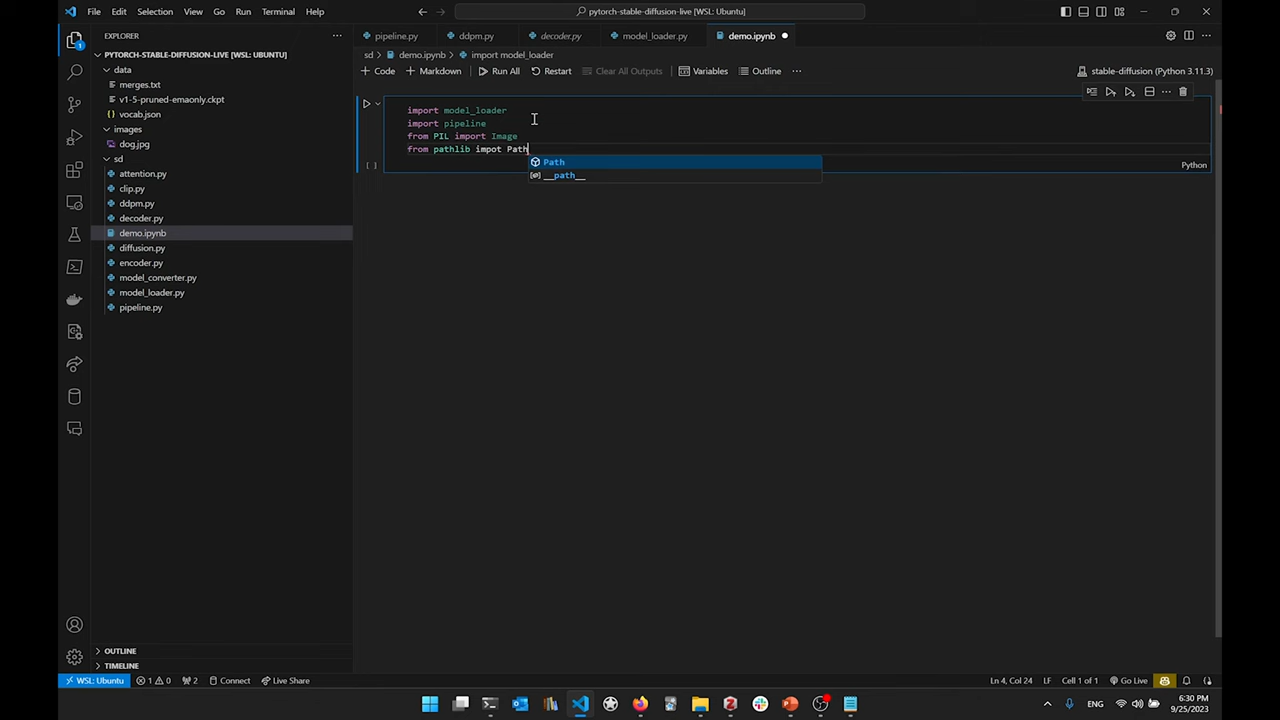 File Edit Selection View Go Run Terminal Help
pytorch-stable-diffusion-live [WSL: Ubuntu]
EXPLORER
PYTORCH-STABLE-DIFFUSION-LIVE [WSL: UBUNTU]
data
merges.txt
v1-5-pruned-emaonly.ckpt
vocab.json
images
dog.jpg
sd
attention.py
clip.py
ddpm.py
decoder.py
demo.ipynb
diffusion.py
encoder.py
model_converter.py
model_loader.py
pipeline.py
OUTLINE
TIMELINE
pipeline.py ddpm.py decoder.py model_loader.py demo.ipynb
sd > demo.ipynb > import model_loader
+ Code + Markdown Run All Restart Clear All Outputs Variables Outline ... stable-diffusion (Python 3.11.3)
import model_loader
import pipeline
from PIL import Image
from pathlib impot Path
Path
__path__
[ ]
Python
WSL: Ubuntu 1 0 2 Connect Live Share Ln 4, Col 24 LF Cell 1 of 1 Go Live
1
ENG
6:30 PM
9/25/2023